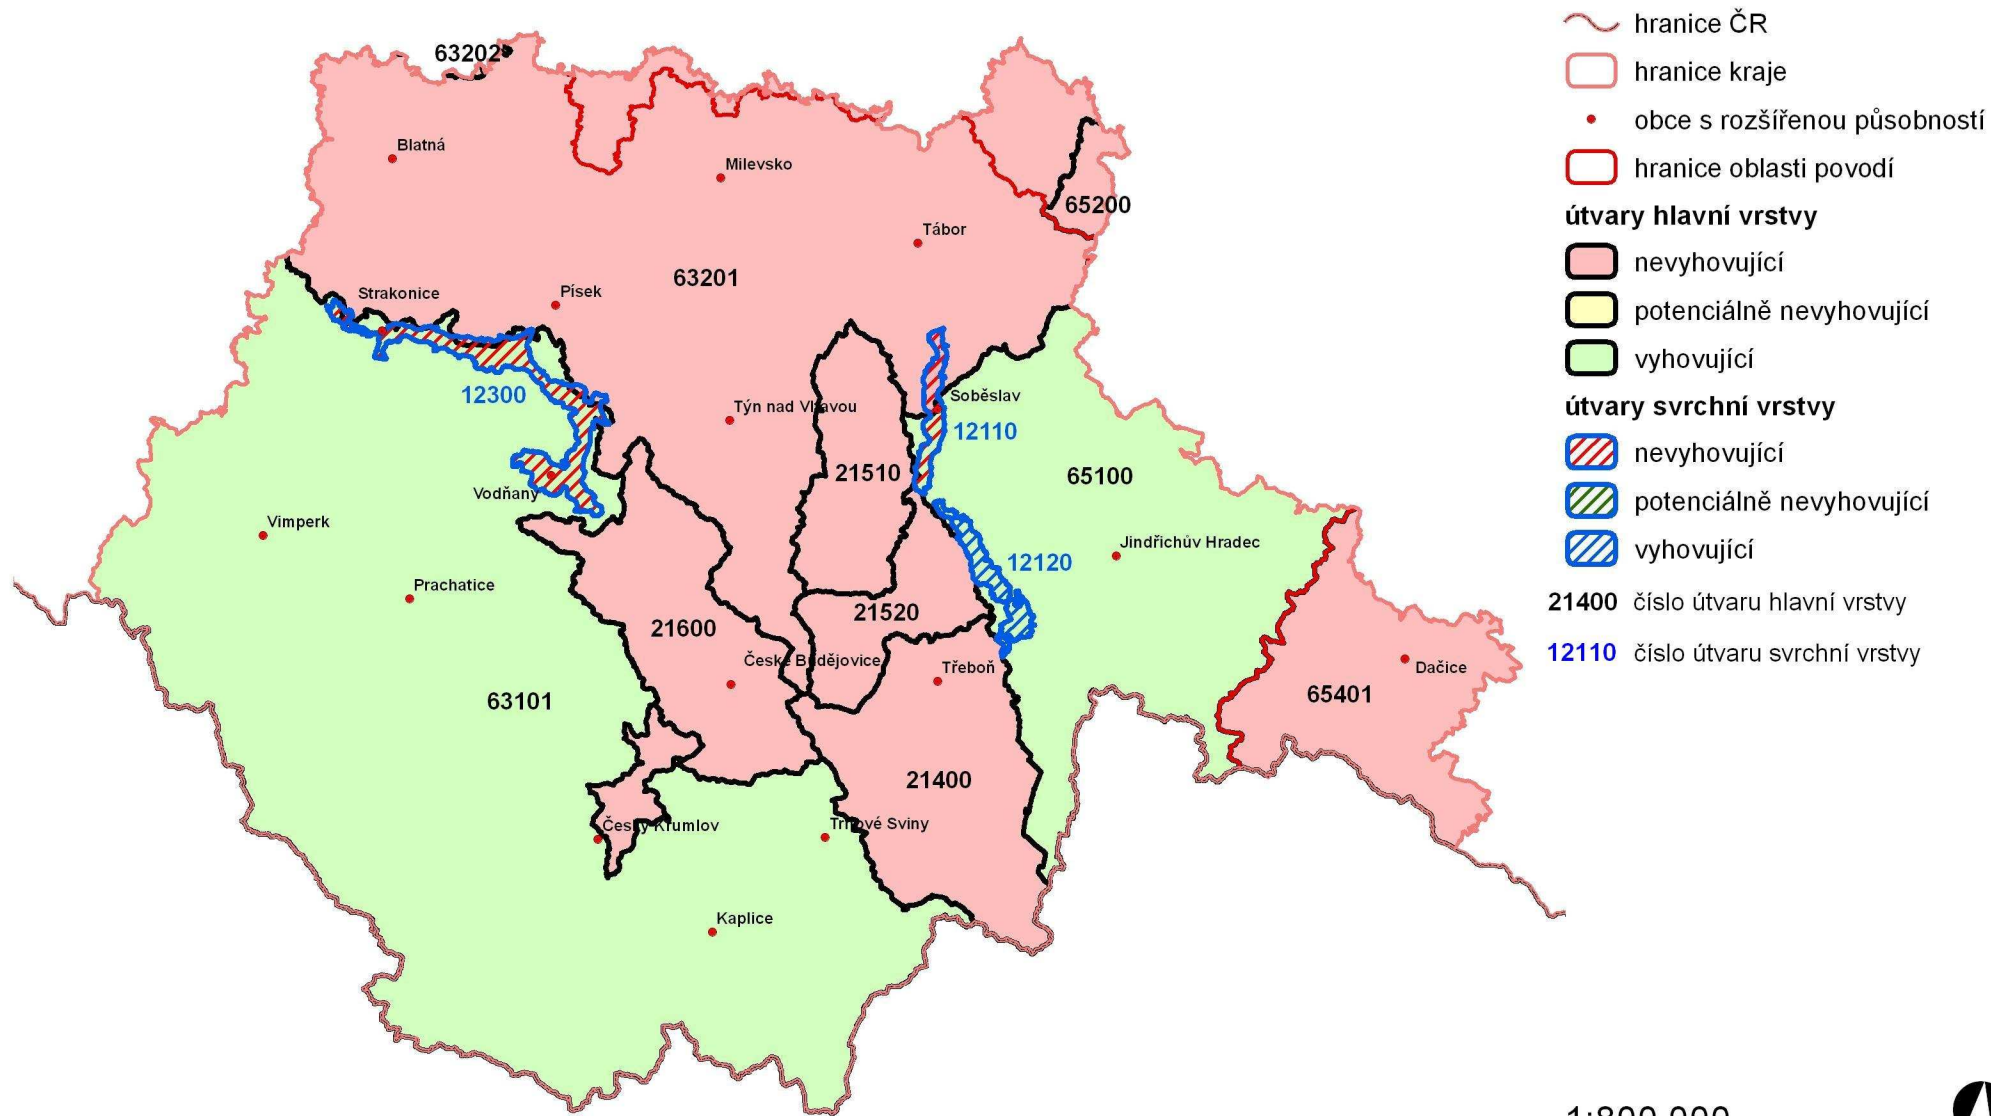 63202
Blatná
Milevsko
65200
Tábor
63201
Strakonice
Písek
12300
Týn nad Vltavou
Soběslav
12110
21510
65100
Vodňany
Vimperk
Jindřichův Hradec
12120
Prachatice
21520
21600
České Budějovice
Třeboň
Dačice
65401
63101
21400
Český Krumlov
Trhové Sviny
Kaplice
hranice ČR
hranice kraje
obce s rozšířenou působností
hranice oblasti povodí
útvary hlavní vrstvy
nevyhovující
potenciálně nevyhovující
vyhovující
útvary svrchní vrstvy
nevyhovující
potenciálně nevyhovující
vyhovující
21400 číslo útvaru hlavní vrstvy
12110 číslo útvaru svrchní vrstvy
1:800 000